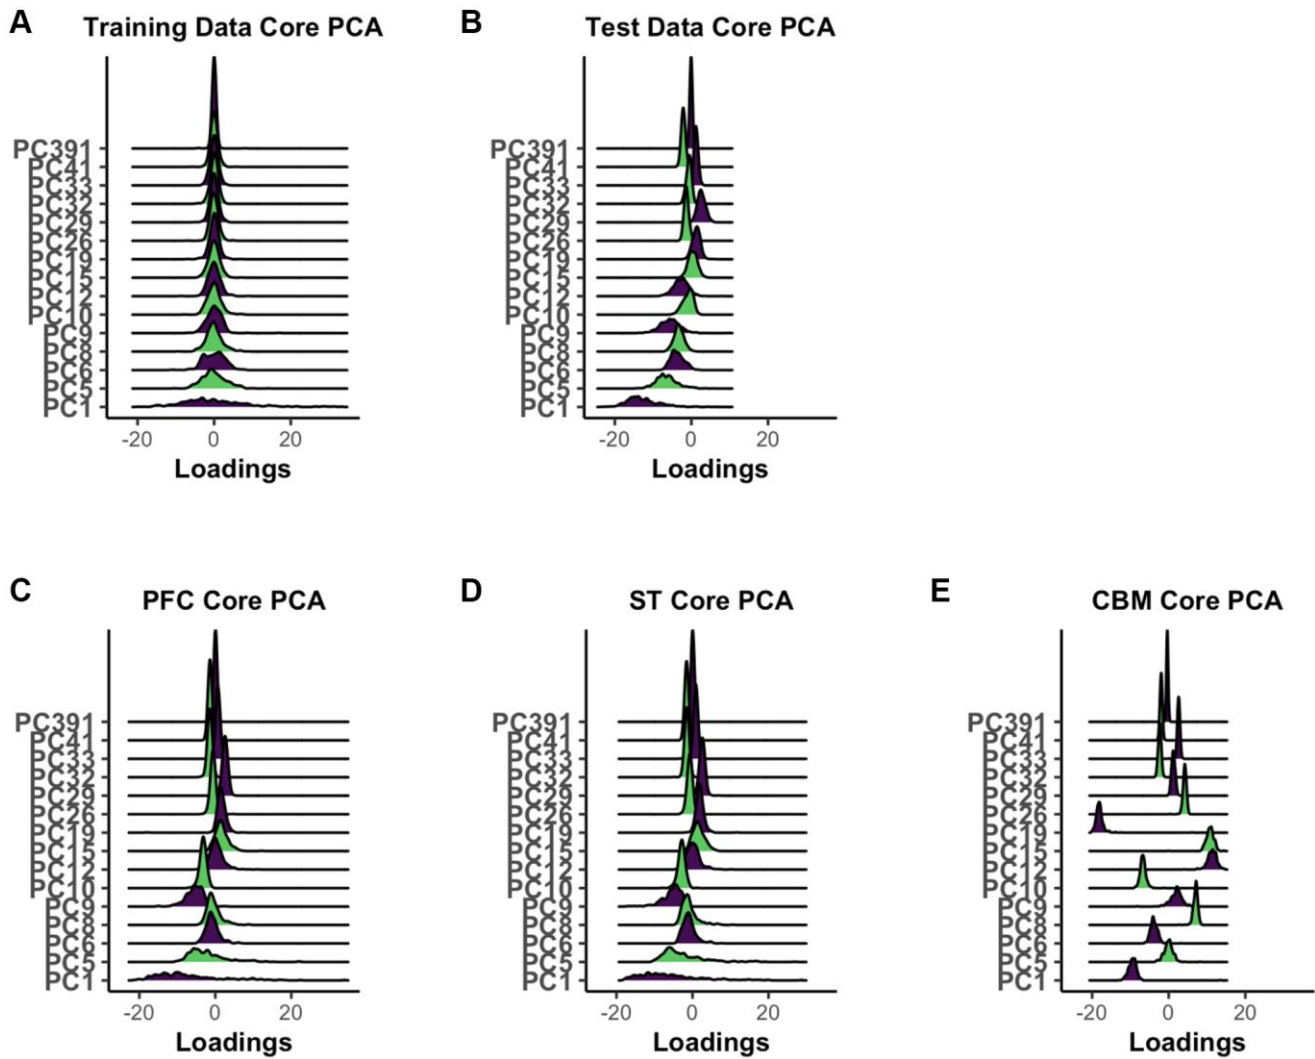 A
Training Data Core PCA
PC391
PC41
PC33
PC32
PC29
PC26
PC19
PC15
PC12
PC10
PC9
PC8
PC6
PC5
PC1
-20 0 20
Loadings
B
Test Data Core PCA
PC391
PC41
PC33
PC32
PC29
PC26
PC19
PC15
PC12
PC10
PC9
PC8
PC6
PC5
PC1
-20 0 20
Loadings
C
PFC Core PCA
PC391
PC41
PC33
PC32
PC29
PC26
PC19
PC15
PC12
PC10
PC9
PC8
PC6
PC5
PC1
-20 0 20
Loadings
D
ST Core PCA
PC391
PC41
PC33
PC32
PC29
PC26
PC19
PC15
PC12
PC10
PC9
PC8
PC6
PC5
PC1
-20 0 20
Loadings
E
CBM Core PCA
PC391
PC41
PC33
PC32
PC29
PC26
PC19
PC15
PC12
PC10
PC9
PC8
PC6
PC5
PC1
-20 0 20
Loadings